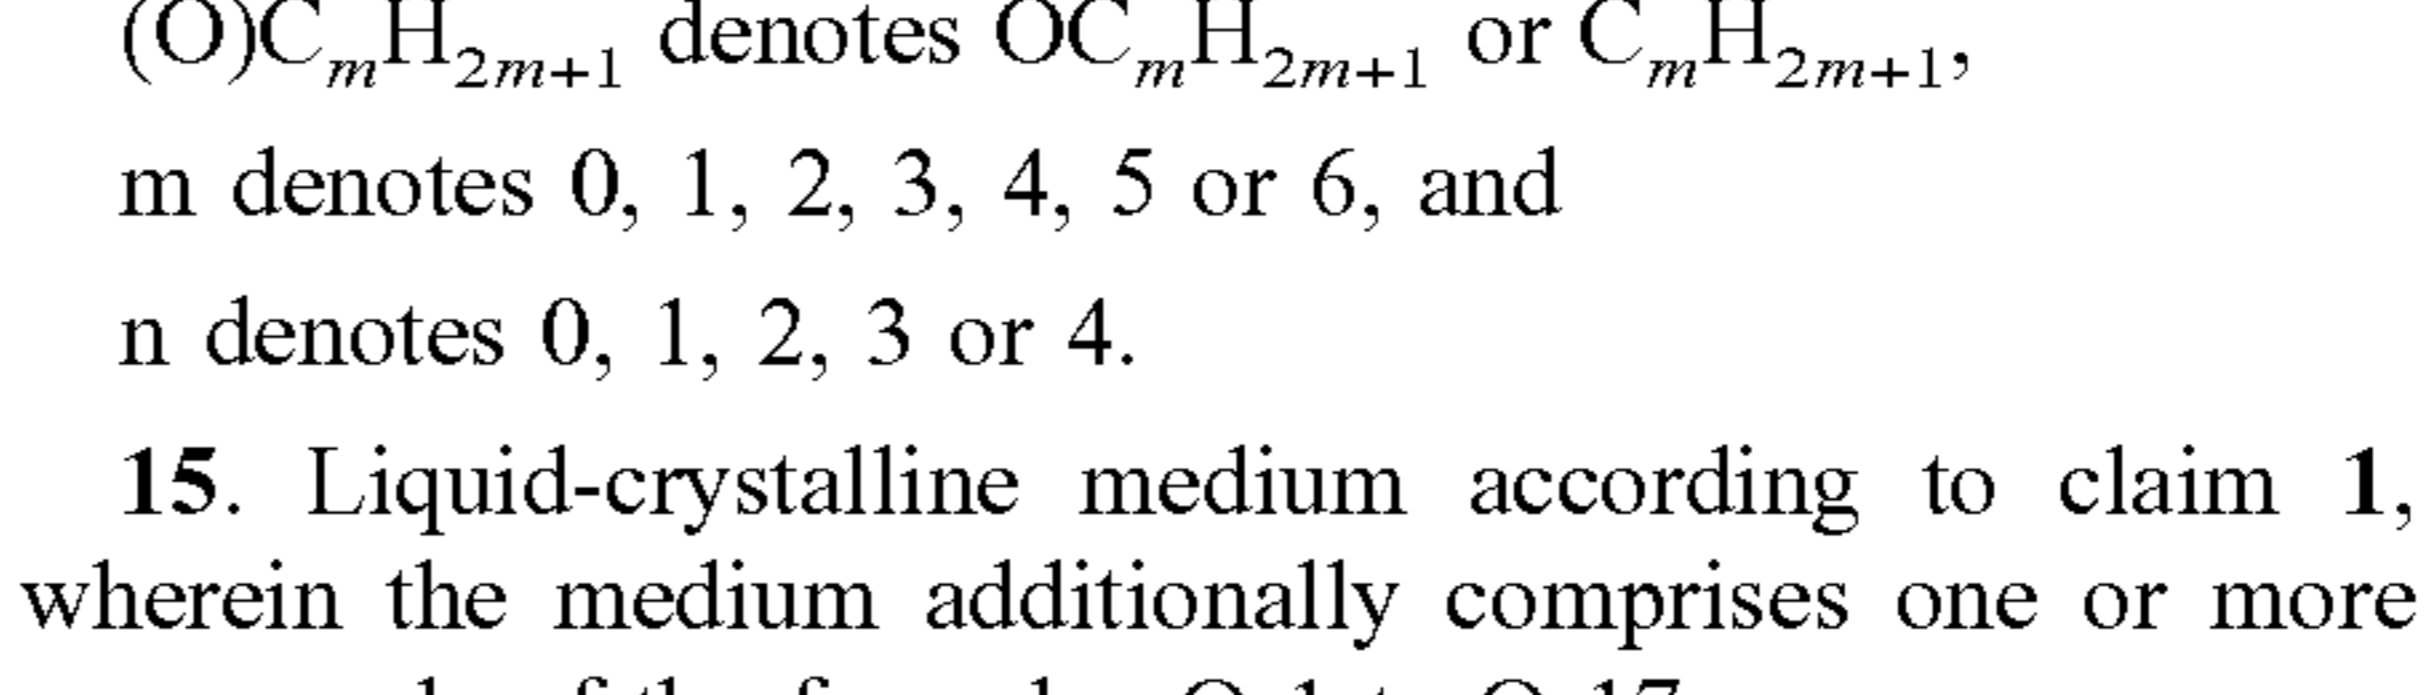 (O)CₘH₂ₘ₊₁ denotes OCₘH₂ₘ₊₁ or CₘH₂ₘ₊₁,
m denotes 0, 1, 2, 3, 4, 5 or 6, and
n denotes 0, 1, 2, 3 or 4.
15. Liquid-crystalline medium according to claim 1,
wherein the medium additionally comprises one or more